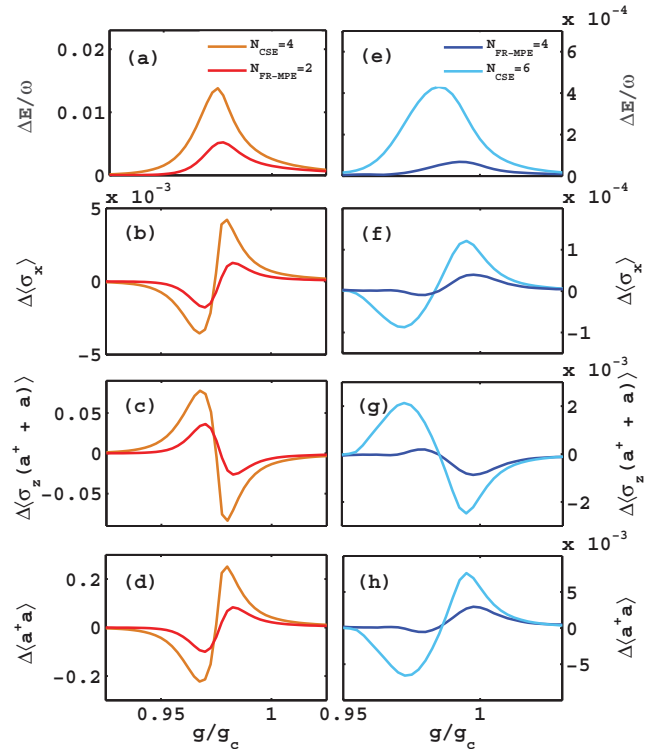 x 10⁻⁴
0.02
0.01
0
ΔE/ω
(a)
N_CSE=4
N_FR-MPE=2
(e)
N_FR-MPE=4
N_CSE=6
6
4
2
0
ΔE/ω
x 10⁻³
5
0
-5
Δ⟨σ_x⟩
(b)
x 10⁻⁴
(f)
1
0
-1
Δ⟨σ_x⟩
0.05
0
-0.05
Δ⟨σ_z(a⁺ + a)⟩
(c)
x 10⁻³
(g)
2
0
-2
Δ⟨σ_z(a⁺ + a)⟩
0.2
0
-0.2
Δ⟨a⁺a⟩
(d)
x 10⁻³
(h)
5
0
-5
Δ⟨a⁺a⟩
0.95 1
g/g_c
0.95 1
g/g_c